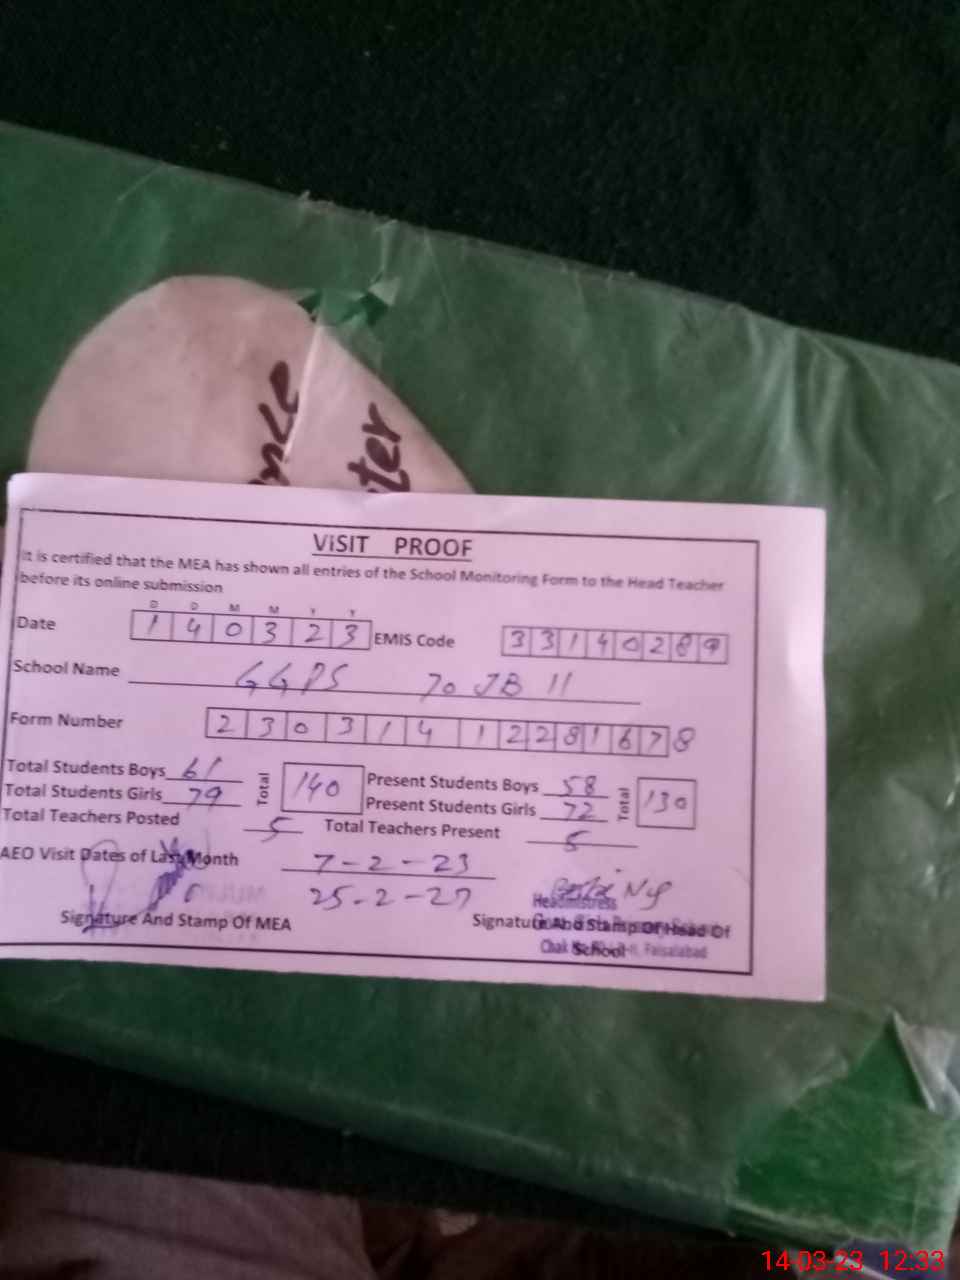 ence
ter
VISIT PROOF
It is certified that the MEA has shown all entries of the School Monitoring Form to the Head Teacher
before its online submission
D D M M Y Y
Date 1 4 0 3 2 3 EMIS Code 3 3 1 4 0 2 8 9
School Name GGPS 70 JB II
Form Number 2 3 0 3 1 4 1 2 2 8 1 6 7 8
Total Students Boys 61 Total 140 Present Students Boys 58 Total 130
Total Students Girls 79 Present Students Girls 72
Total Teachers Posted 5 Total Teachers Present 5
AEO Visit Dates of Last Month 7-2-23
25-2-27
Headmistress
Signature And Stamp Of MEA Signature And Stamp Of Head Of
School
Chak Faisalabad
14-03-23 12:33